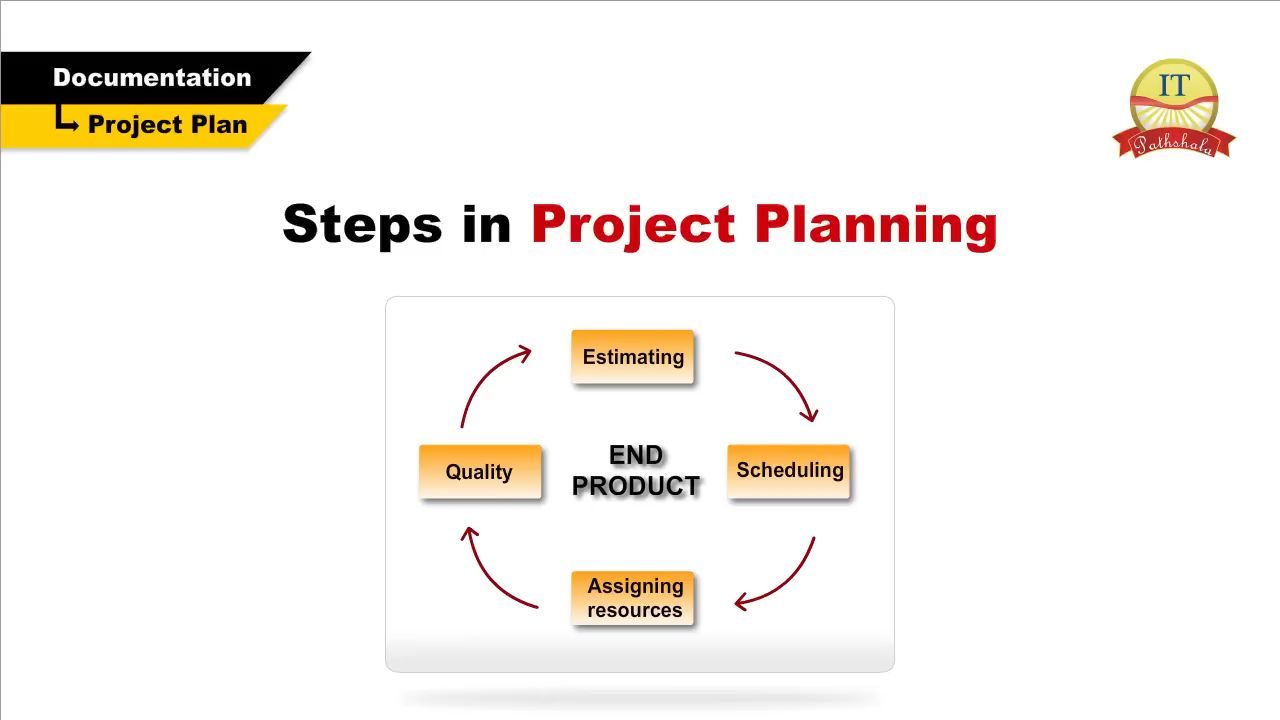 Documentation
Project Plan
IT
Pathshala
Steps in Project Planning
Estimating
Quality
END
PRODUCT
Scheduling
Assigning
resources